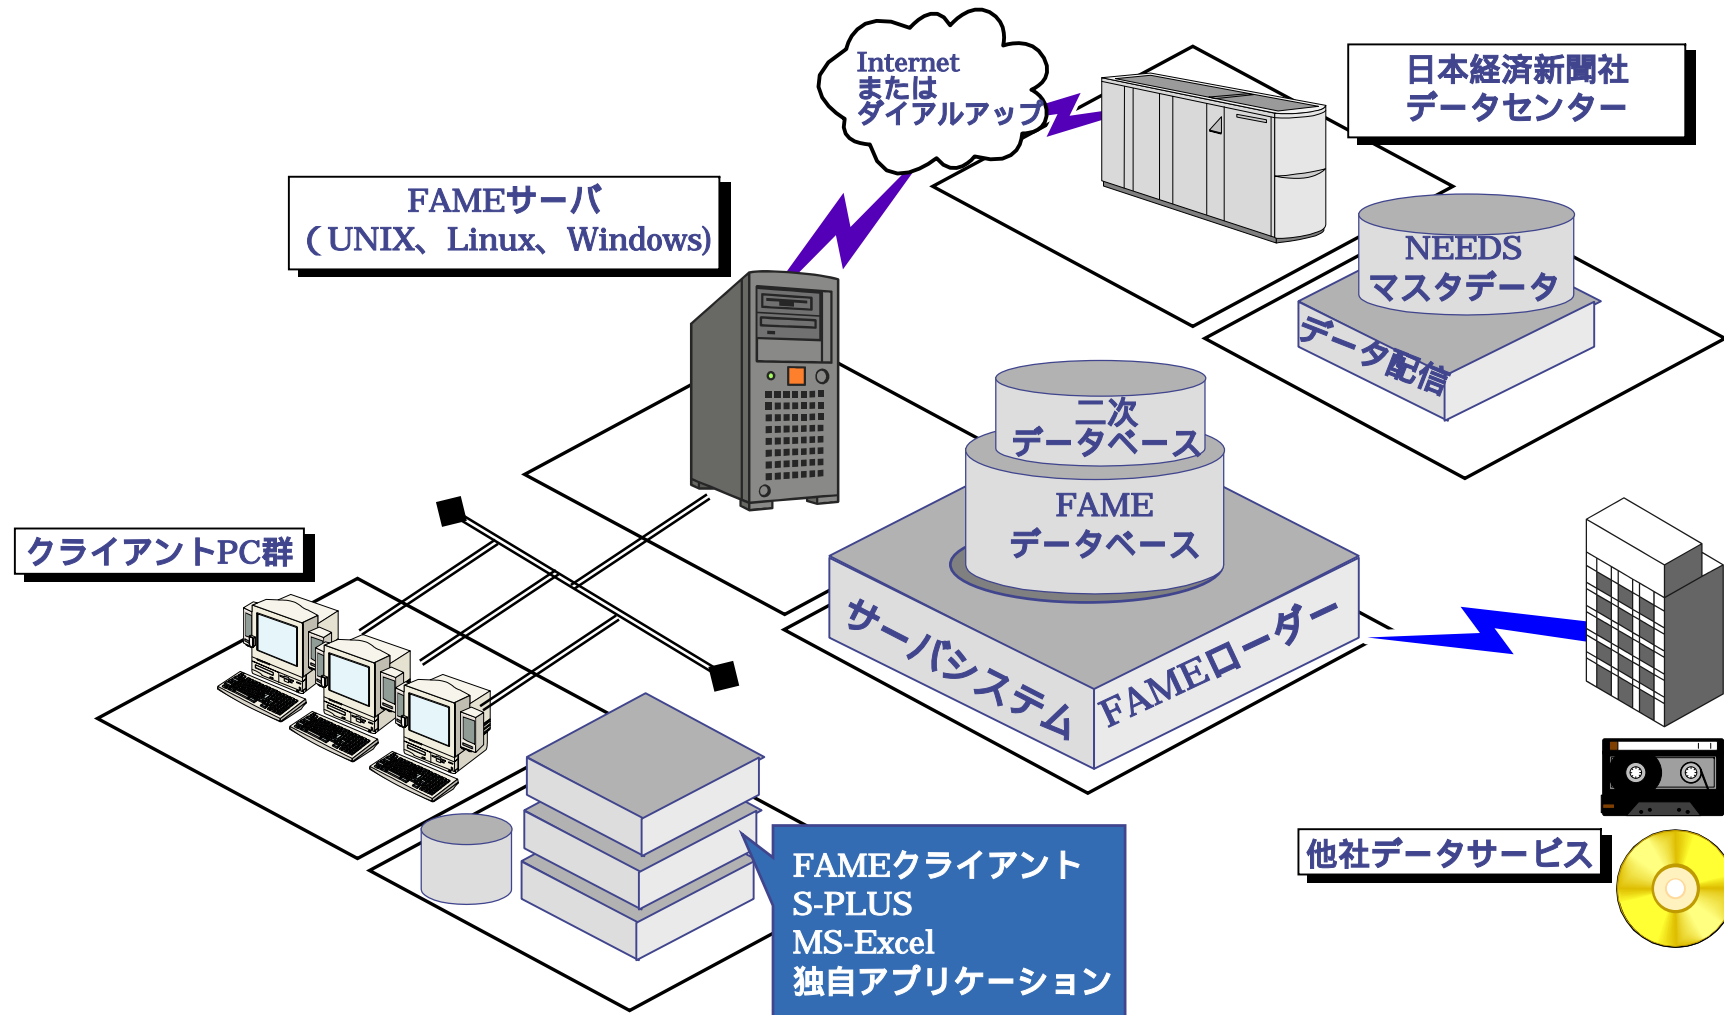 Internet
または
ダイアルアップ
日本経済新聞社
データセンター
FAMEサーバ
(UNIX、Linux、Windows)
NEEDS
マスタデータ
データ配信
二次
データベース
FAME
データベース
サーバシステム
FAMEローダー
クライアントPC群
他社データサービス
FAMEクライアント
S-PLUS
MS-Excel
独自アプリケーション